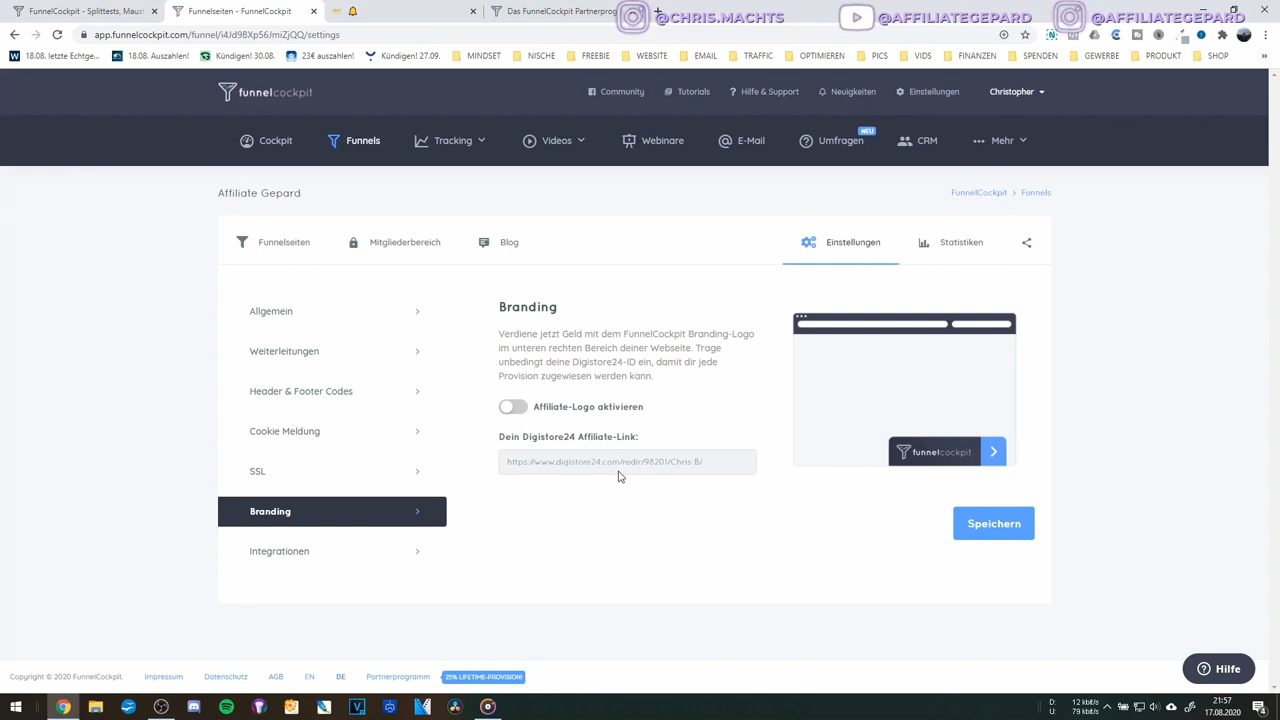 FunnelCockpit - Splittests, Maus
Funnelseiten - FunnelCockpit
Das FunnelCockpit Partnerprog
@CHRIS.MACHTS
@AFFILIATEGEPARD
@AFFILIATEGEPARD
app.funnelcockpit.com/funnel/i4Jd9BXp56JmiZjQQ/settings
18.08. letzte Echtge...
18.08. Auszahlen!
Kündigen! 30.08.
23€ auszahlen!
Kündigen! 27.09.
MINDSET
NISCHE
FREEBIE
WEBSITE
EMAIL
TRAFFIC
OPTIMIEREN
PICS
VIDS
FINANZEN
SPENDEN
GEWERBE
PRODUKT
SHOP
funnelcockpit
Community
Tutorials
Hilfe & Support
Neuigkeiten
Einstellungen
Christopher
Cockpit
Funnels
Tracking
Videos
Webinare
E-Mail
Umfragen
NEU
CRM
Mehr
Affiliate Gepard
FunnelCockpit > Funnels
Funnelseiten
Mitgliederbereich
Blog
Einstellungen
Statistiken
Allgemein
Weiterleitungen
Header & Footer Codes
Cookie Meldung
SSL
Branding
Integrationen
Branding
Verdiene jetzt Geld mit dem FunnelCockpit Branding-Logo
im unteren rechten Bereich deiner Webseite. Trage
unbedingt deine Digistore24-ID ein, damit dir jede
Provision zugewiesen werden kann.
Affiliate-Logo aktivieren
Dein Digistore24 Affiliate-Link:
https://www.digistore24.com/redir/98201/Chris B/
funnelcockpit
Speichern
Hilfe
Copyright © 2020 FunnelCockpit.
Impressum
Datenschutz
AGB
EN
DE
Partnerprogramm
25% LIFETIME-PROVISION!
D: 12 kbit/s
U: 79 kbit/s
21:57
17.08.2020